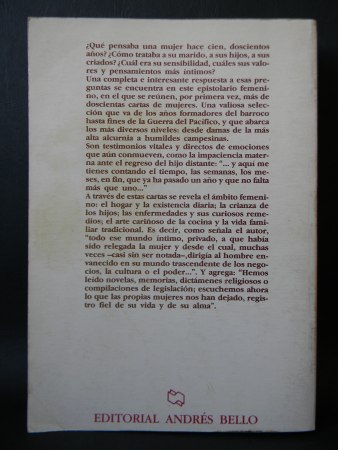 ¿Qué pensaba una mujer hace cien, doscientos
años? ¿Cómo trataba a su marido, a sus hijos, a sus
criados? ¿Cuál era su sensibilidad, cuáles sus valo-
res y pensamientos más íntimos?
Una completa e interesante respuesta a esas pre-
guntas se encuentra en este epistolario femeni-
no, en el que se reúnen, por primera vez, más de
doscientas cartas de mujeres. Una valiosa selec-
ción que va de los años formadores del barroco
hasta fines de la Guerra del Pacífico, y que abarca
los más diversos niveles: desde damas de la más
alta alcurnia a humildes campesinas.
Son testimonios vitales y directos de emociones
que aún conmueven, como la impaciencia mater-
na ante el regreso del hijo distante: "... y aquí me
tienes contando el tiempo, las semanas, los me-
ses, en fin, que ya ha pasado un año y que no falta
más que uno..."
A través de estas cartas se revela el ámbito femeni-
no: el hogar y la existencia diaria; la crianza de
los hijos; las enfermedades y sus curiosos reme-
dios; el arte cariñoso de la cocina y la vida fami-
liar tradicional. Es decir, como señala el autor,
"todo ese mundo íntimo, privado, a que había
sido relegada la mujer y desde el cual, muchas
veces –casi sin ser notada–, dirigía al hombre en-
vanecido en su mundo trascendente de los nego-
cios, la cultura o el poder...". Y agrega: "Hemos
leído novelas, memorias, dictámenes religiosos o
compilaciones de legislación; escuchemos ahora
lo que las propias mujeres nos han dejado, regis-
tro fiel de su vida y de su alma".
EDITORIAL ANDRÉS BELLO